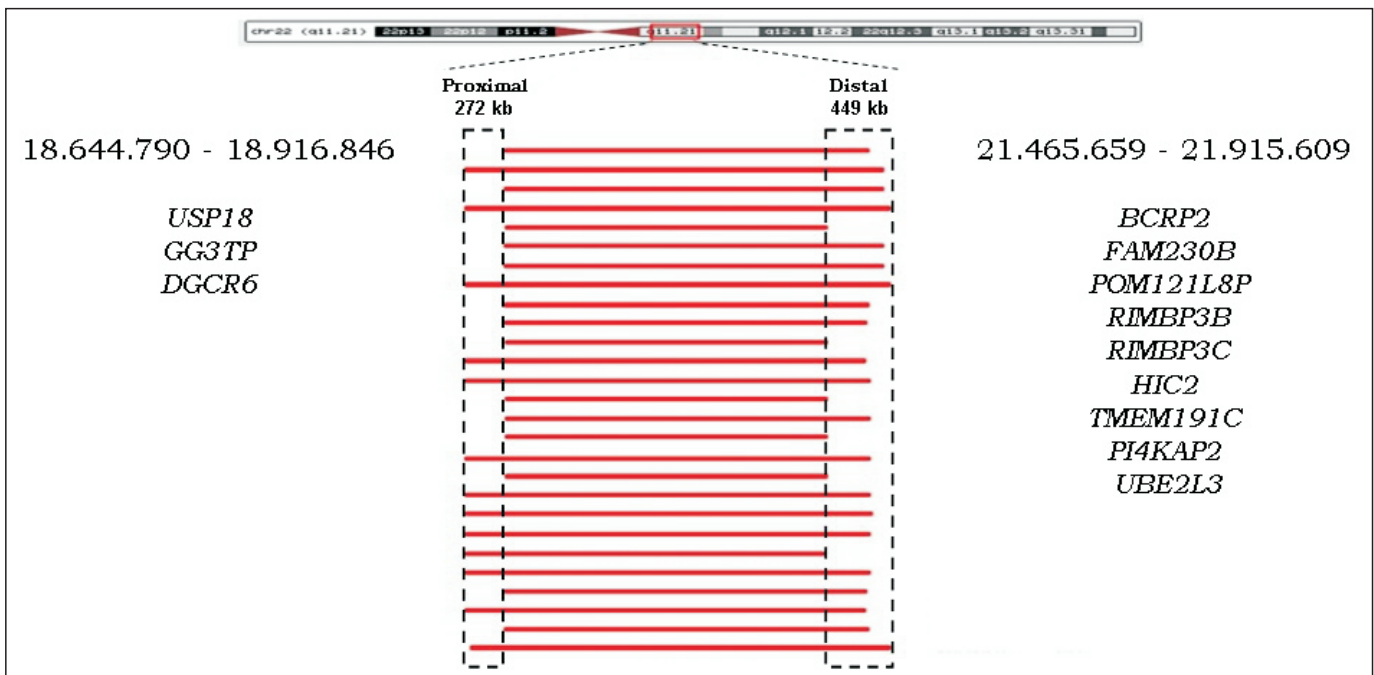 chr22 (q11.21) 22p13 22p12 p11.2 q11.21 q12.1 12.2 22q12.3 q13.1 q13.2 q13.31
Proximal
272 kb
Distal
449 kb
18.644.790 - 18.916.846
21.465.659 - 21.915.609
USP18
GG3TP
DGCR6
BCRP2
FAM230B
POM121L8P
RIMBP3B
RIMBP3C
HIC2
TMEM191C
PI4KAP2
UBE2L3